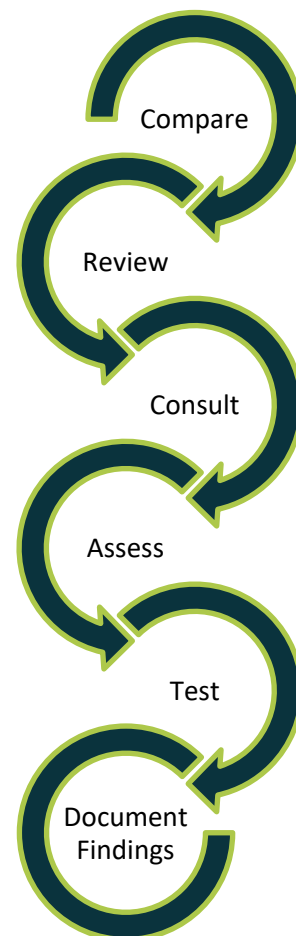 Compare
Review
Consult
Assess
Test
Document
Findings